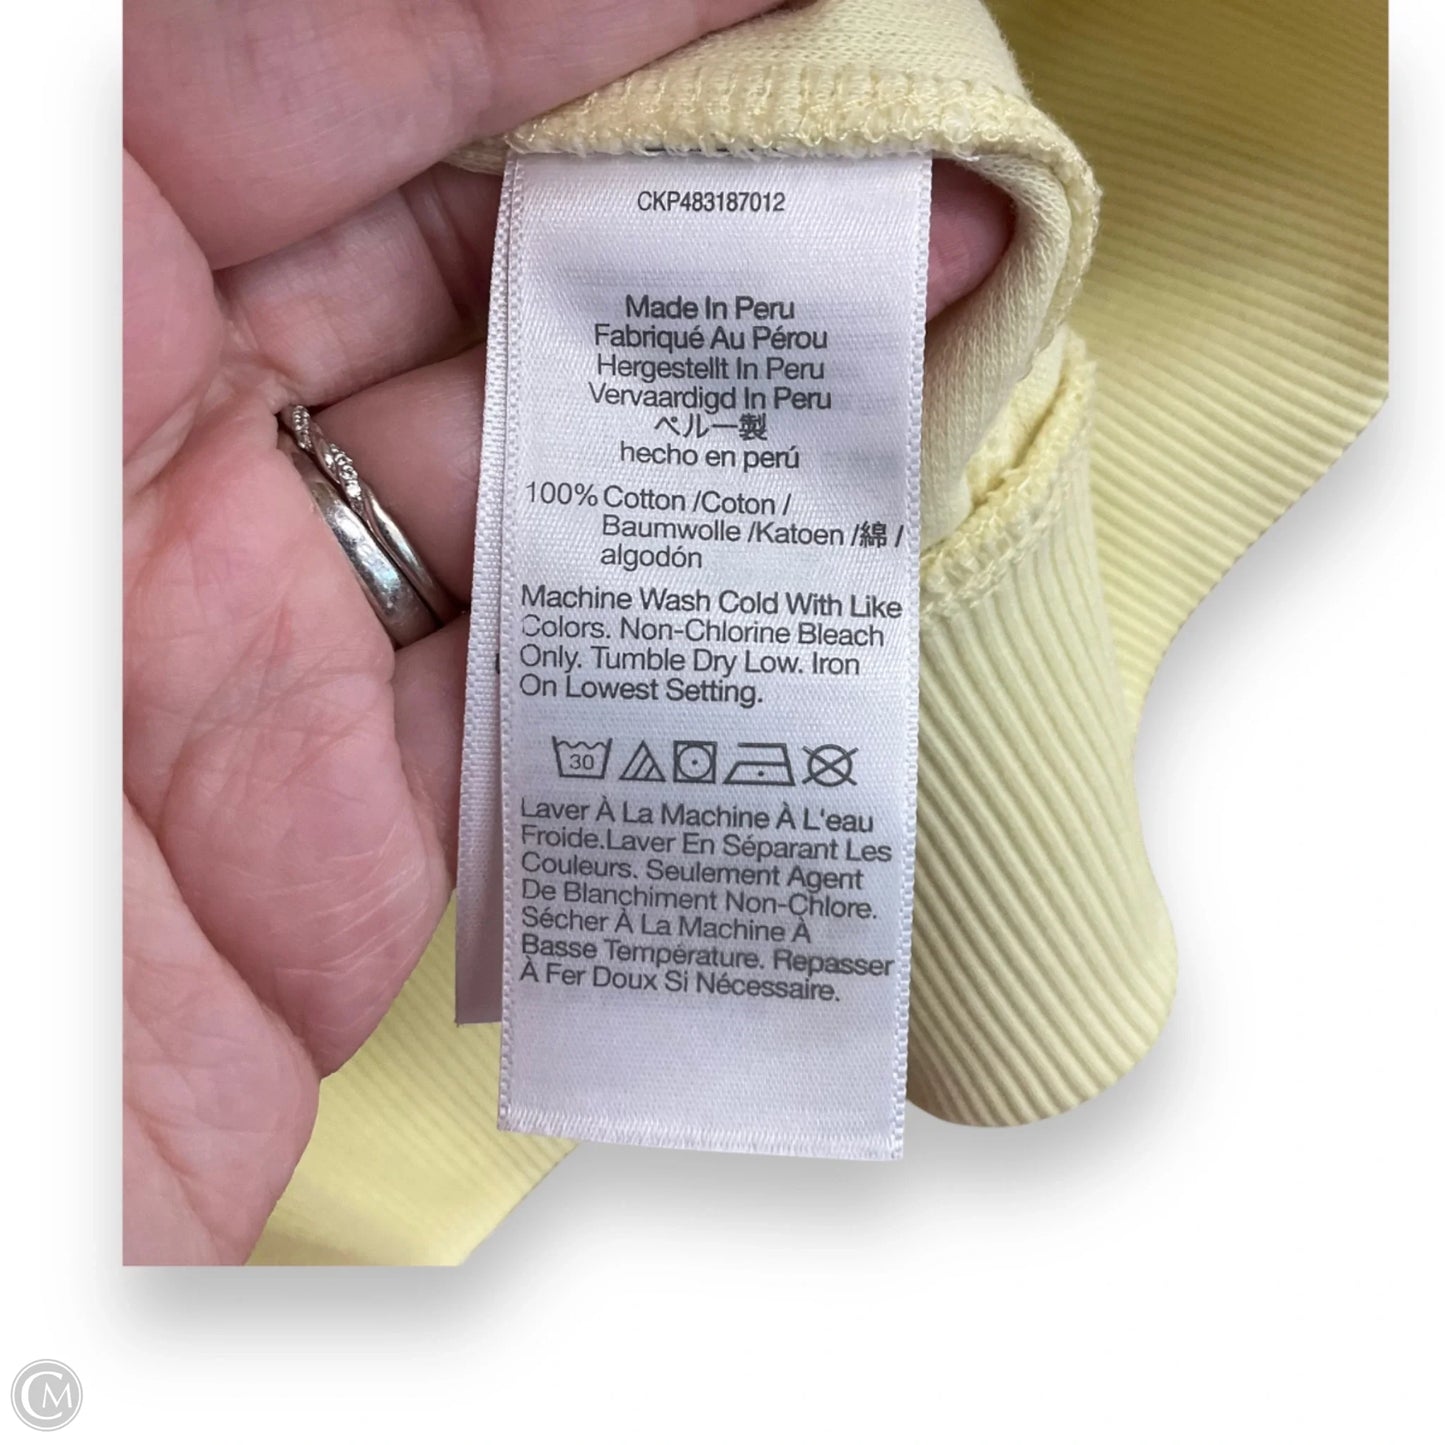 CKP483187012
Made In Peru
Fabriqué Au Pérou
Hergestellt In Peru
Vervaardigd In Peru
ペルー製
hecho en perú
100% Cotton /Coton /
Baumwolle /Katoen /綿 /
algodón
Machine Wash Cold With Like
Colors. Non-Chlorine Bleach
Only. Tumble Dry Low. Iron
On Lowest Setting.
30
Laver À La Machine À L'eau
Froide.Laver En Séparant Les
Couleurs. Seulement Agent
De Blanchiment Non-Chlore.
Sécher À La Machine À
Basse Température. Repasser
À Fer Doux Si Nécessaire.
CM